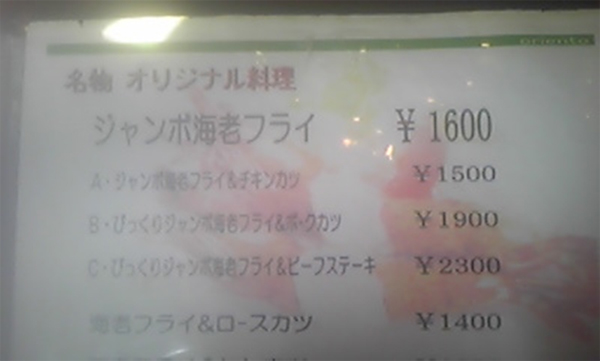 oriento
名物 オリジナル料理
ジャンボ海老フライ ￥1600
A・ジャンボ海老フライ&チキンカツ ￥1500
B・びっくりジャンボ海老フライ&ポークカツ ￥1900
C・びっくりジャンボ海老フライ&ビーフステーキ ￥2300
海老フライ&ロースカツ ￥1400